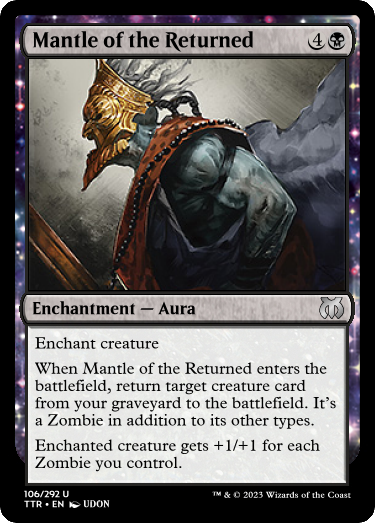 Mantle of the Returned 4
Enchantment — Aura
Enchant creature
When Mantle of the Returned enters the
battlefield, return target creature card
from your graveyard to the battlefield. It's
a Zombie in addition to its other types.
Enchanted creature gets +1/+1 for each
Zombie you control.
106/292 U
TTR • EN UDON
™ & © 2023 Wizards of the Coast